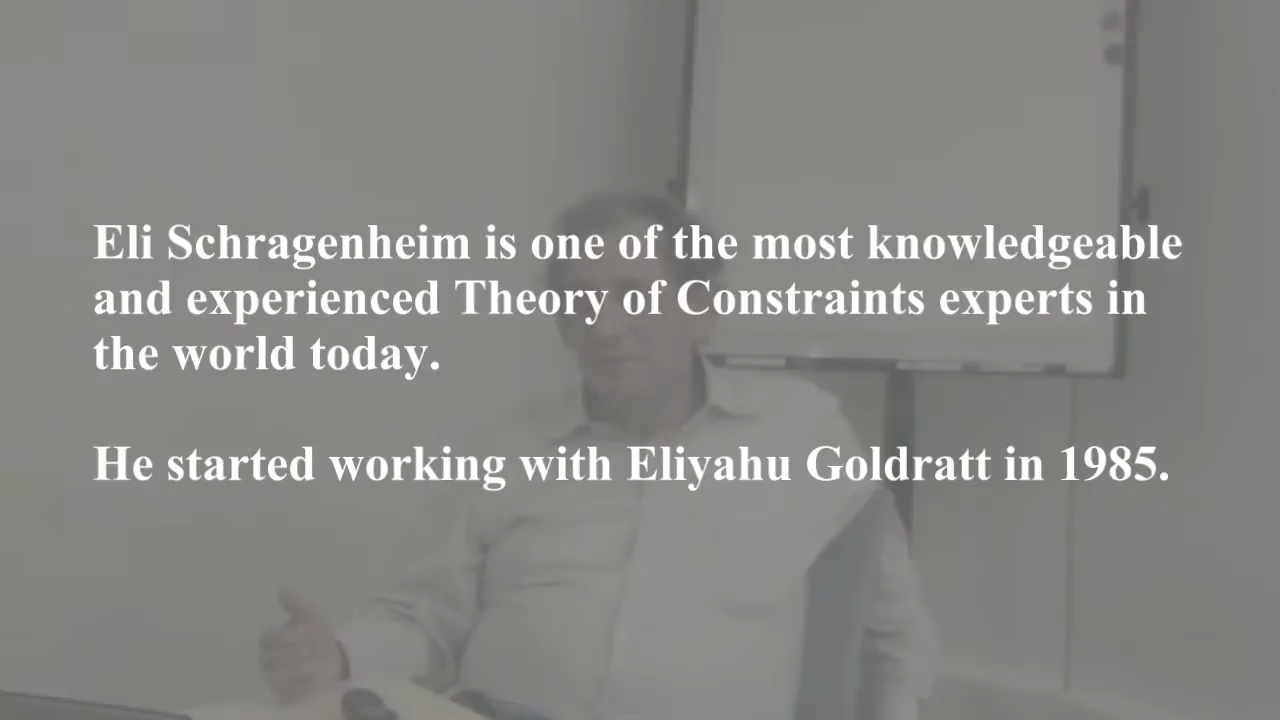 Eli Schragenheim is one of the most knowledgeable
and experienced Theory of Constraints experts in
the world today.
He started working with Eliyahu Goldratt in 1985.